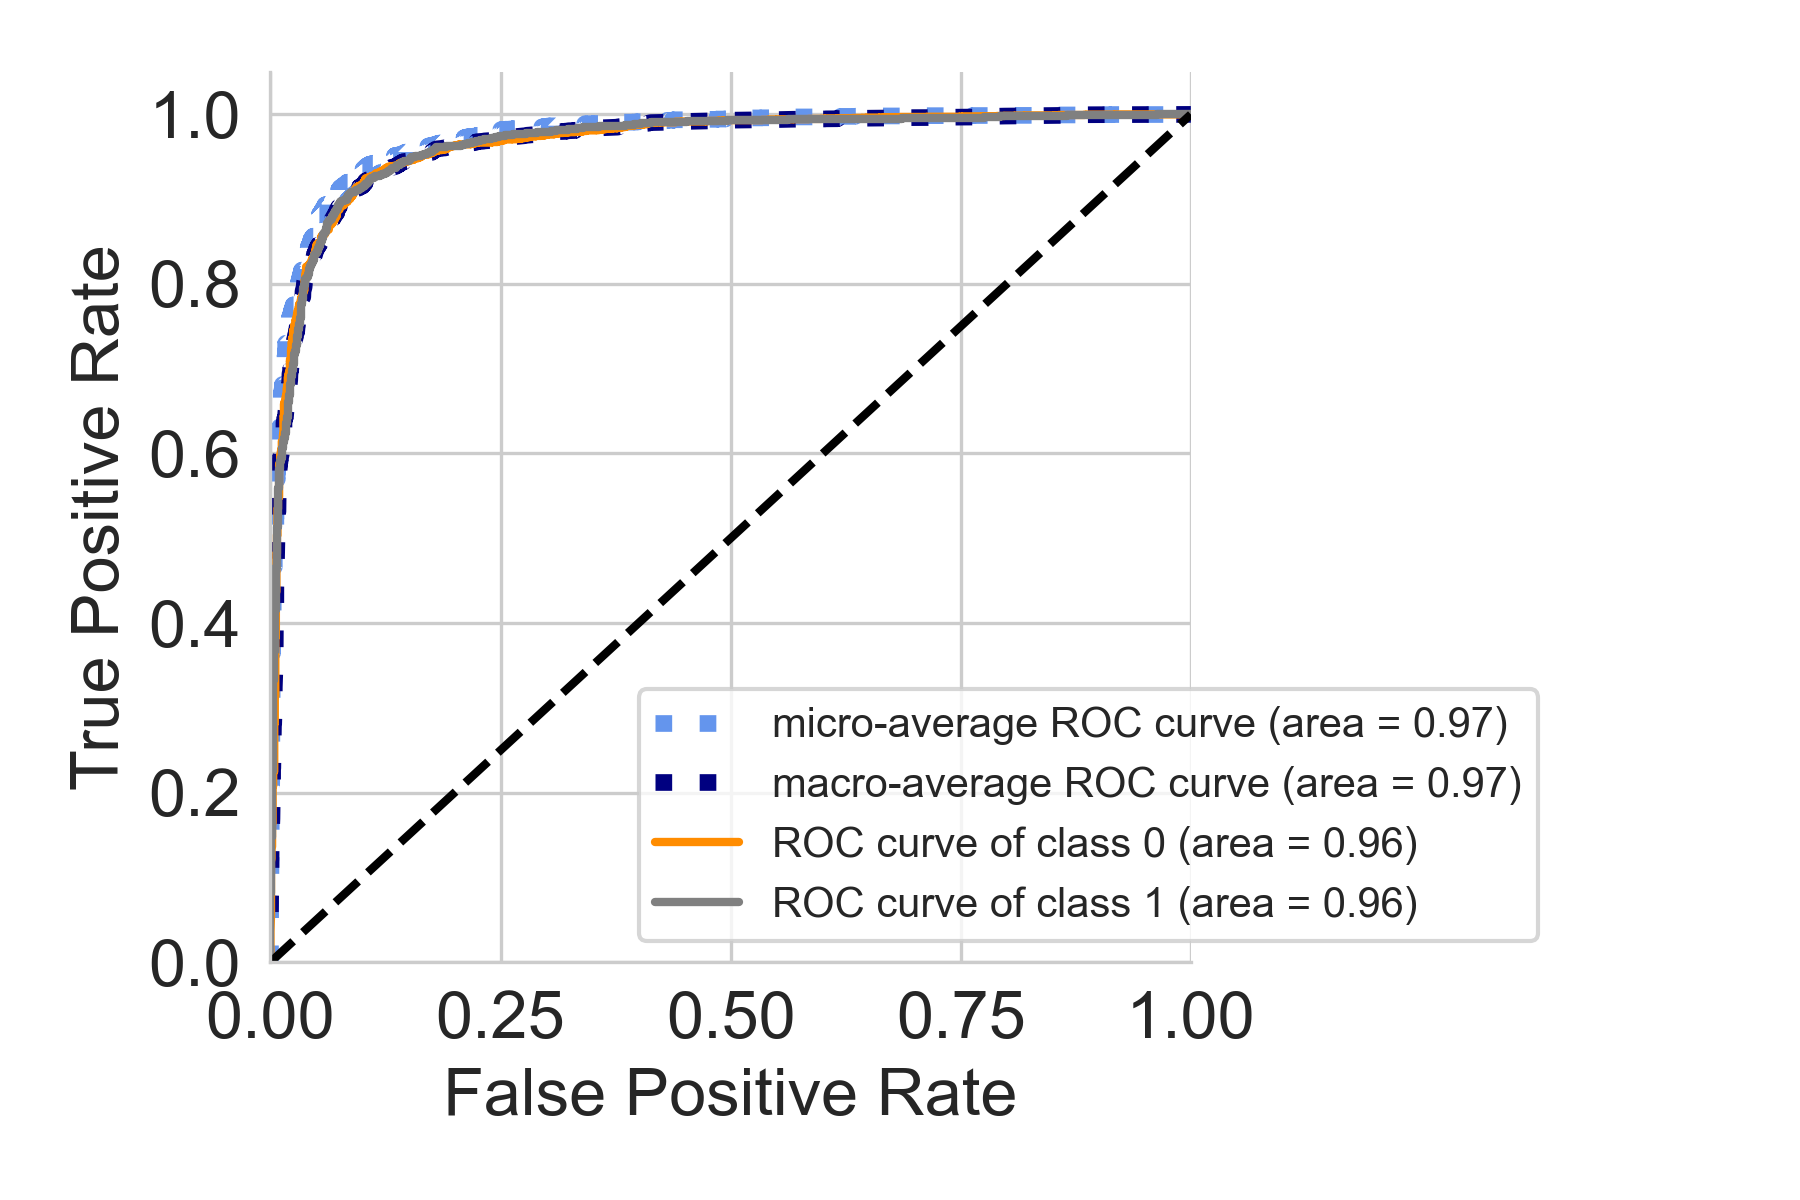 True Positive Rate
1.0
0.8
0.6
0.4
0.2
0.0
0.00 0.25 0.50 0.75 1.00
False Positive Rate
micro-average ROC curve (area = 0.97)
macro-average ROC curve (area = 0.97)
ROC curve of class 0 (area = 0.96)
ROC curve of class 1 (area = 0.96)